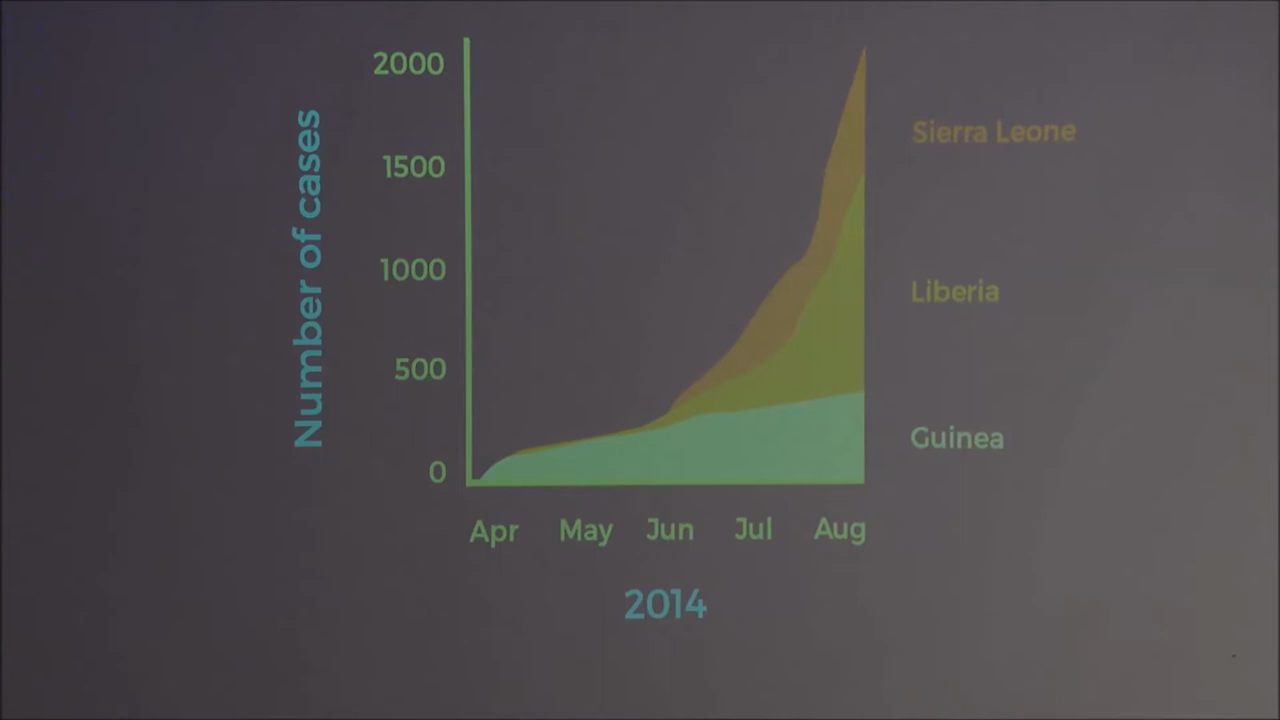 Number of cases
2000
1500
1000
500
0
Sierra Leone
Liberia
Guinea
Apr May Jun Jul Aug
2014